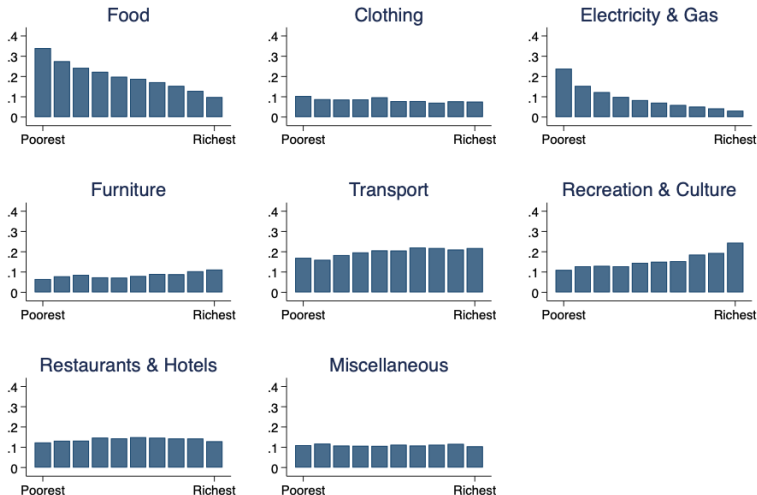 Food Clothing Electricity & Gas
.4 .4 .4
.3 .3 .3
.2 .2 .2
.1 .1 .1
0 0 0
Poorest Richest Poorest Richest Poorest Richest
Furniture Transport Recreation & Culture
.4 .4 .4
.3 .3 .3
.2 .2 .2
.1 .1 .1
0 0 0
Poorest Richest Poorest Richest Poorest Richest
Restaurants & Hotels Miscellaneous
.4 .4
.3 .3
.2 .2
.1 .1
0 0
Poorest Richest Poorest Richest